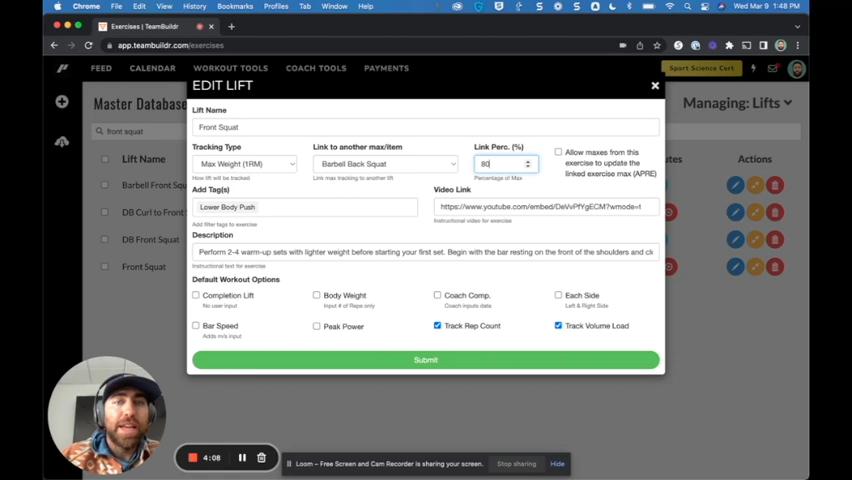 Chrome File Edit View History Bookmarks Profiles Tab Window Help
Wed Mar 9 1:48 PM
Exercises | TeamBuildr
app.teambuildr.com/exercises
FEED CALENDAR WORKOUT TOOLS COACH TOOLS PAYMENTS
Sport Science Cert
Master Database
Managing: Lifts
front squat
Lift Name
Actions
Barbell Front
DB Curl to Front
DB Front Squat
Front Squat
EDIT LIFT
Lift Name
Front Squat
Tracking Type Link to another max/item Link Perc. (%)
Max Weight (1RM) Barbell Back Squat 80
How lift will be tracked Link max tracking to another lift Percentage of Max
Allow maxes from this
exercise to update the
linked exercise max (APRE)
Add Tag(s) Video Link
Lower Body Push https://www.youtube.com/embed/DeVvPfYgECM?wmode=t
Add filter tags to exercise Instructional video for exercise
Description
Perform 2-4 warm-up sets with lighter weight before starting your first set. Begin with the bar resting on the front of the shoulders and
Instructional text for exercise
Default Workout Options
Completion Lift Body Weight Coach Comp. Each Side
No user input Input # of Reps only Coach inputs data Left & Right Side
Bar Speed Peak Power Track Rep Count Track Volume Load
Adds m/s input
Submit
4:08
Loom – Free Screen and Cam Recorder is sharing your screen. Stop sharing Hide